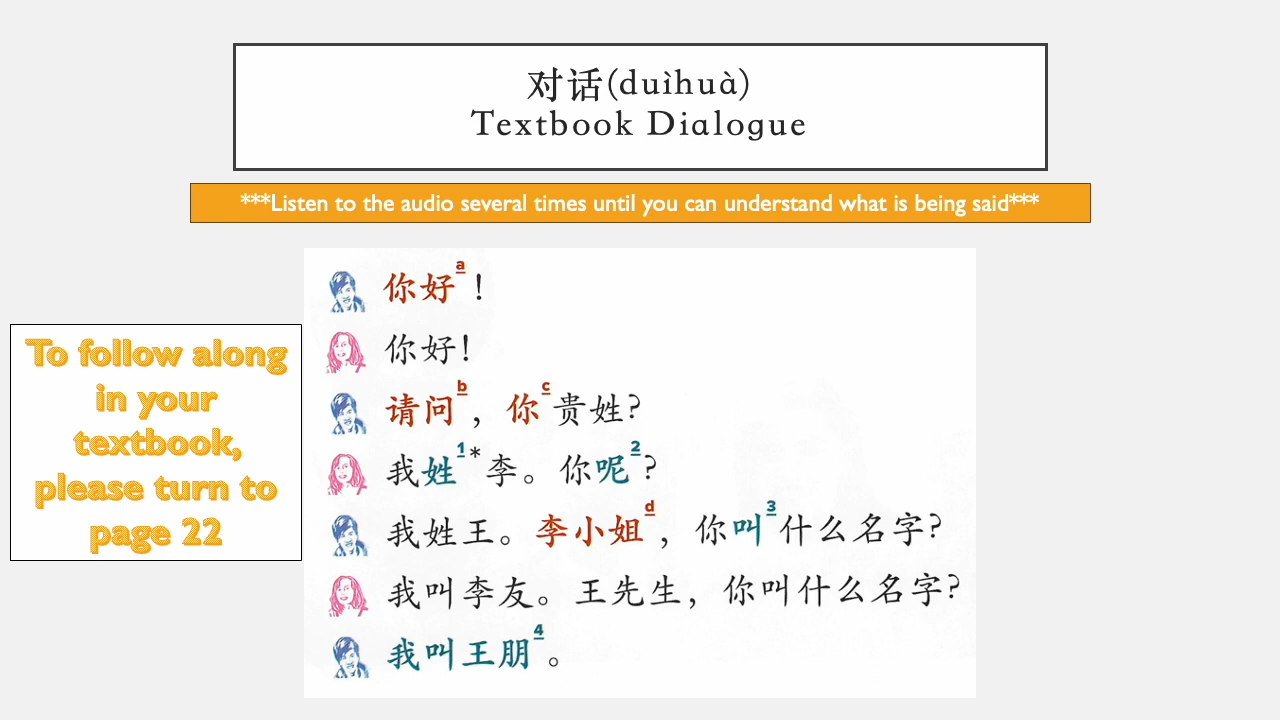 对话(duìhuà)
Textbook Dialogue
***Listen to the audio several times until you can understand what is being said***
To follow along
in your
textbook,
please turn to
page 22
你好a！
你好！
请问b，你c贵姓？
我姓1*李。你呢2？
我姓王。李小姐d，你叫3什么名字？
我叫李友。王先生，你叫什么名字？
我叫王朋4。